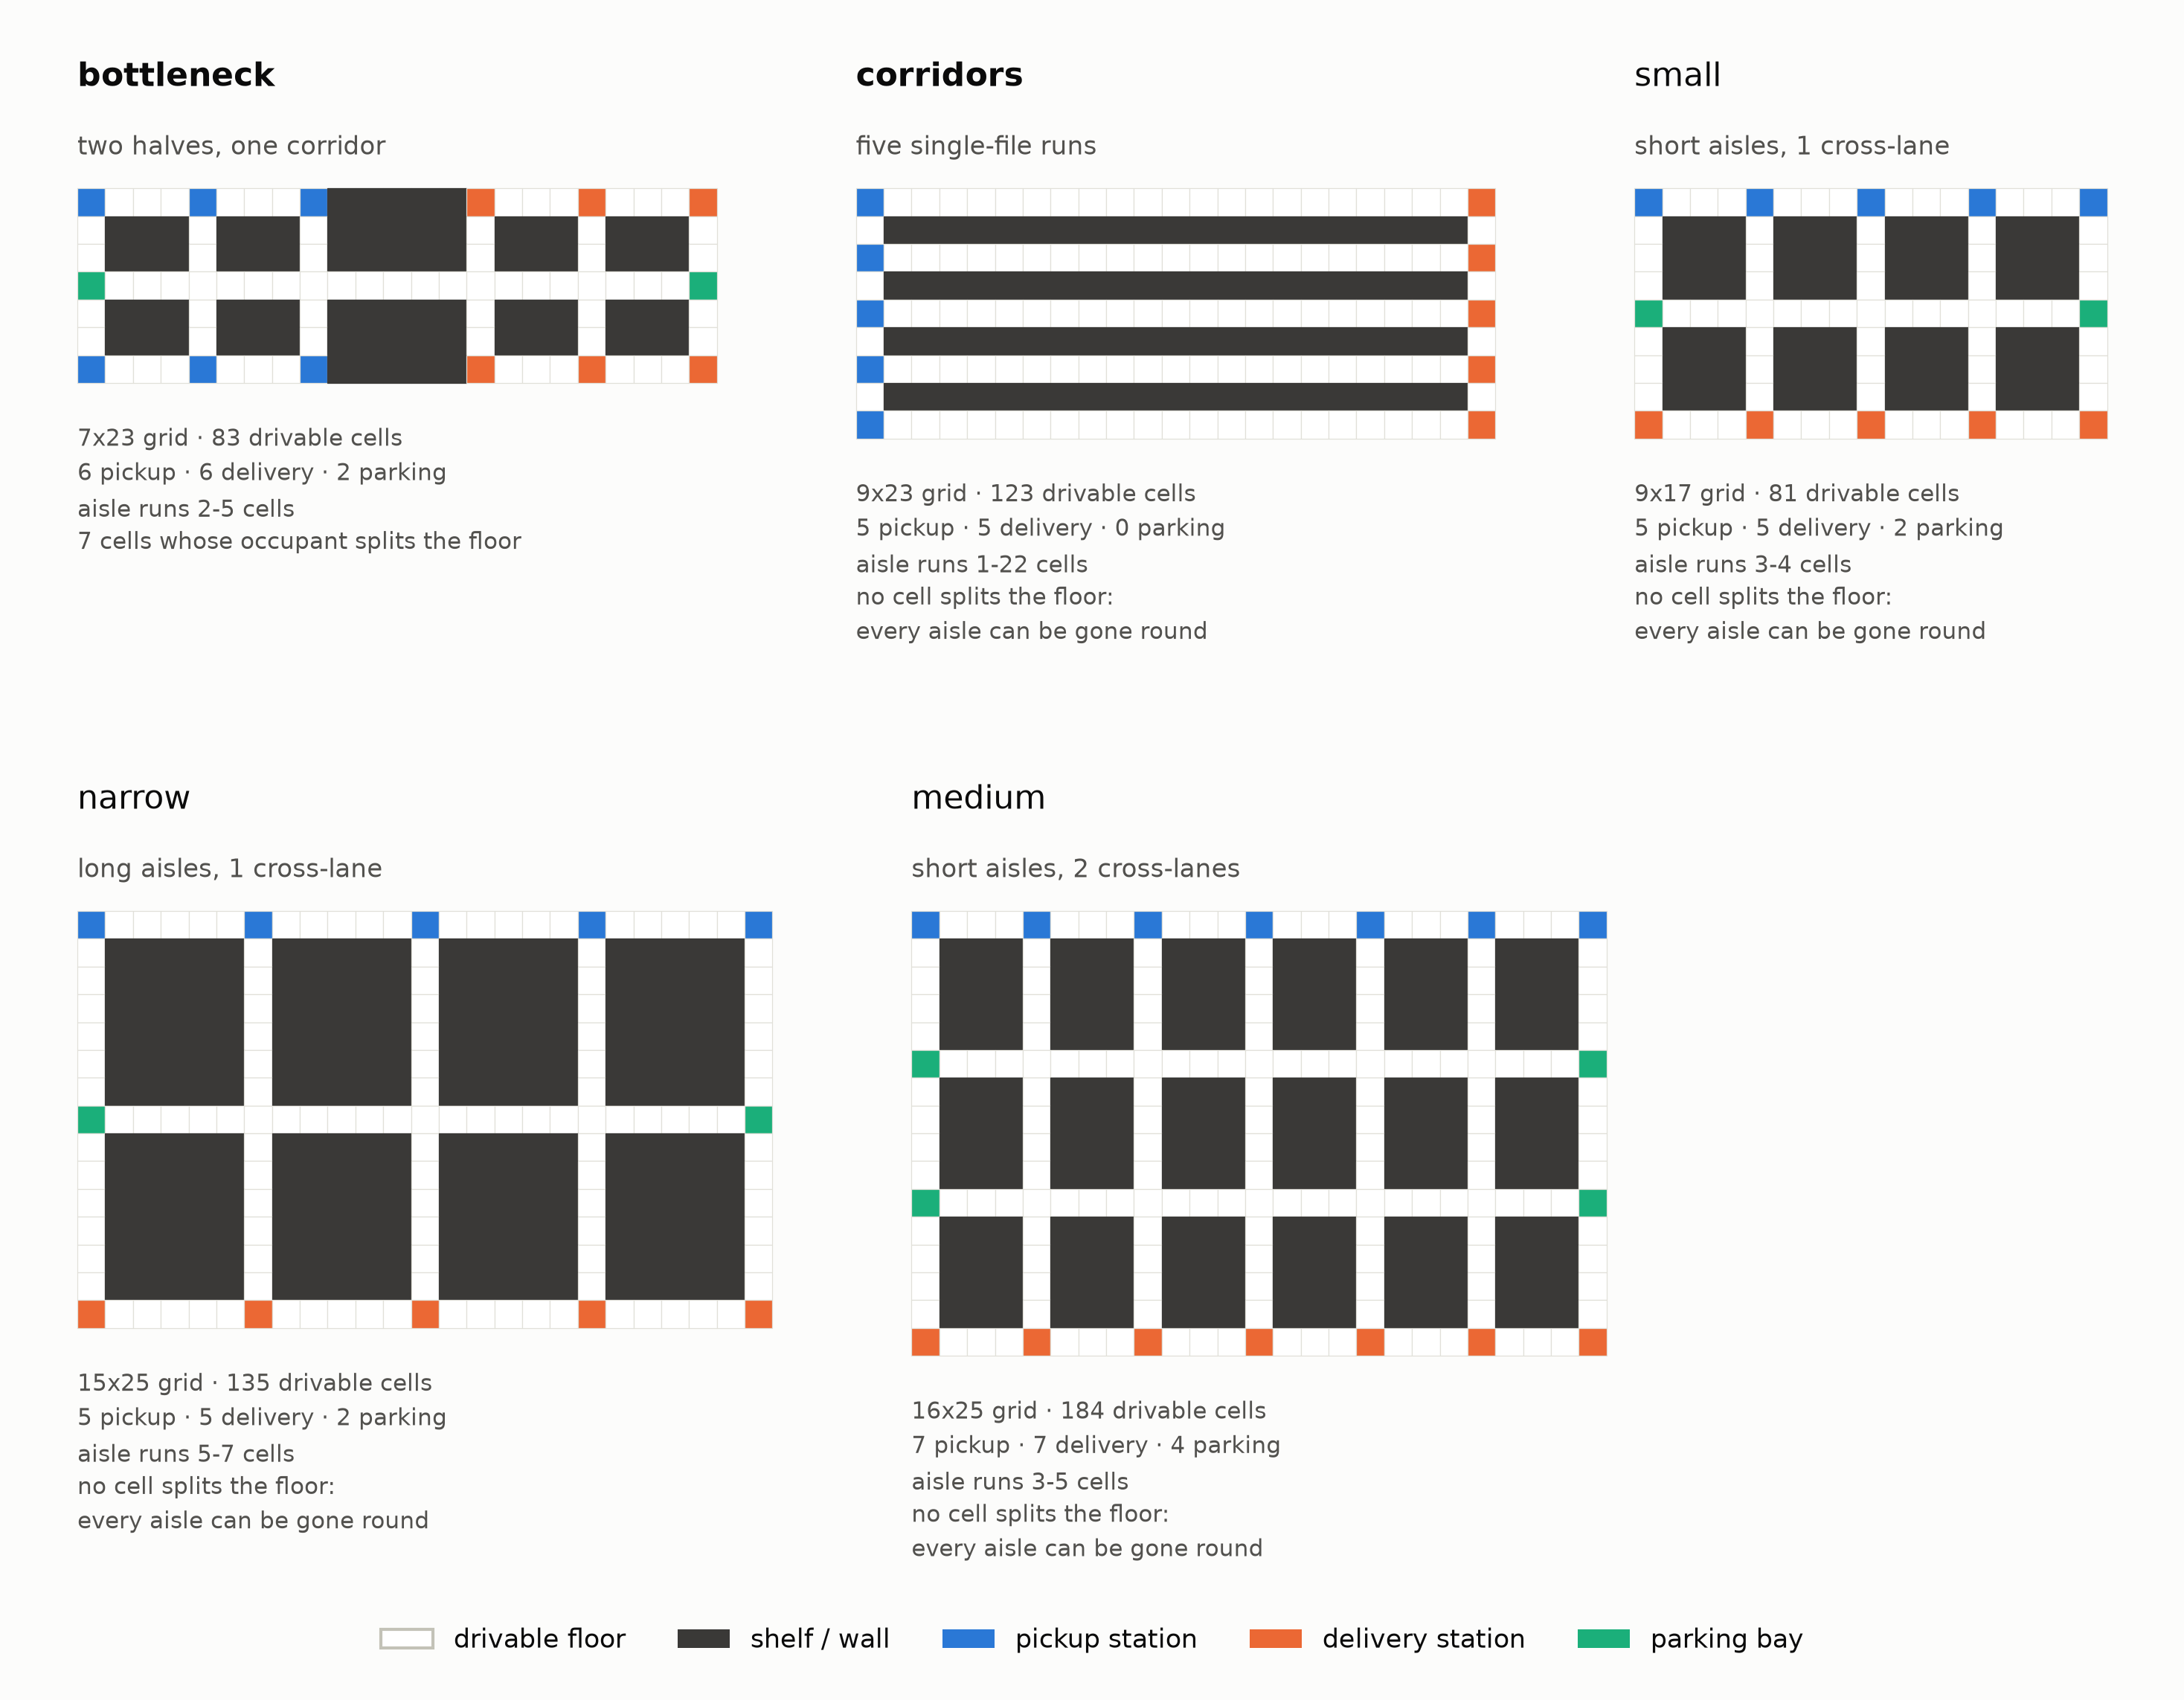 bottleneck
two halves, one corridor
7x23 grid · 83 drivable cells
6 pickup · 6 delivery · 2 parking
aisle runs 2-5 cells
7 cells whose occupant splits the floor
corridors
five single-file runs
9x23 grid · 123 drivable cells
5 pickup · 5 delivery · 0 parking
aisle runs 1-22 cells
no cell splits the floor:
every aisle can be gone round
small
short aisles, 1 cross-lane
9x17 grid · 81 drivable cells
5 pickup · 5 delivery · 2 parking
aisle runs 3-4 cells
no cell splits the floor:
every aisle can be gone round
narrow
long aisles, 1 cross-lane
15x25 grid · 135 drivable cells
5 pickup · 5 delivery · 2 parking
aisle runs 5-7 cells
no cell splits the floor:
every aisle can be gone round
medium
short aisles, 2 cross-lanes
16x25 grid · 184 drivable cells
7 pickup · 7 delivery · 4 parking
aisle runs 3-5 cells
no cell splits the floor:
every aisle can be gone round
drivable floor
shelf / wall
pickup station
delivery station
parking bay